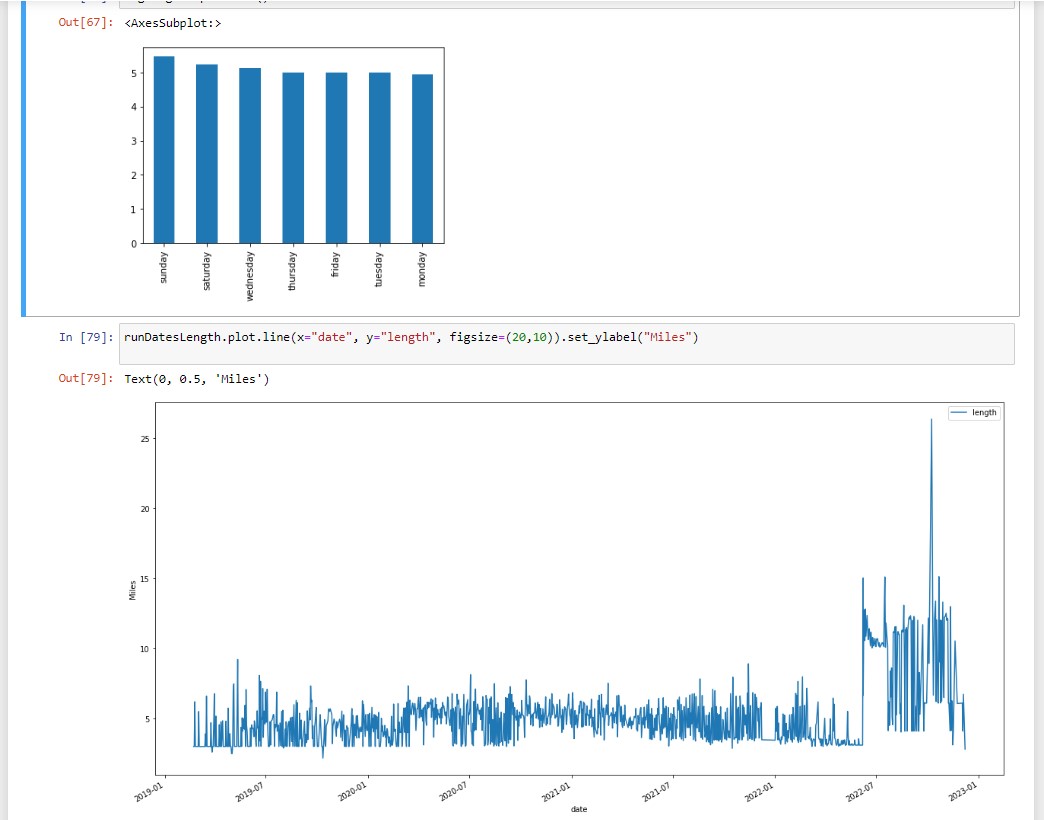 Out[67]: <AxesSubplot:>
5
4
3
2
1
0
sunday
saturday
wednesday
thursday
friday
tuesday
monday
In [79]: runDatesLength.plot.line(x="date", y="length", figsize=(20,10)).set_ylabel("Miles")
Out[79]: Text(0, 0.5, 'Miles')
length
25
20
15
Miles
10
5
2019-01
2019-07
2020-01
2020-07
2021-01
2021-07
2022-01
2022-07
2023-01
date